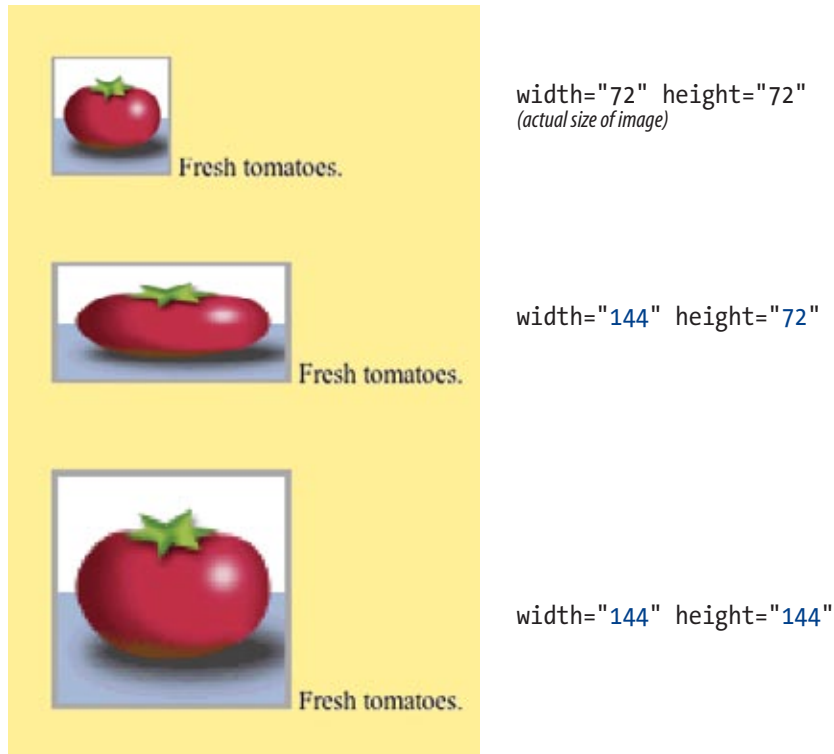 width="72" height="72"
(actual size of image)
Fresh tomatoes.
width="144" height="72"
Fresh tomatoes.
width="144" height="144"
Fresh tomatoes.